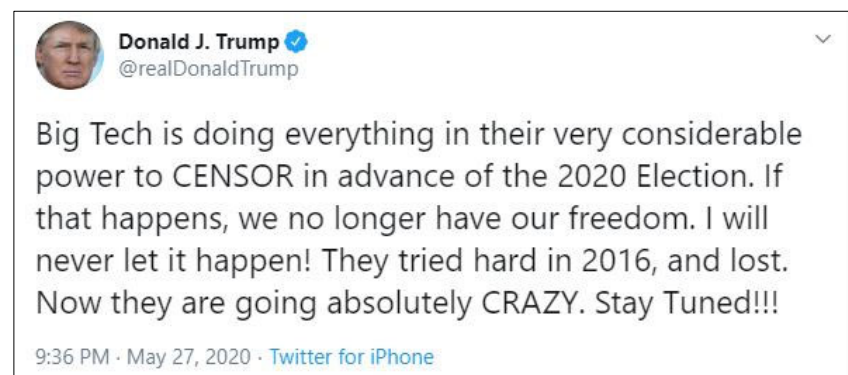 Donald J. Trump
@realDonaldTrump
Big Tech is doing everything in their very considerable
power to CENSOR in advance of the 2020 Election. If
that happens, we no longer have our freedom. I will
never let it happen! They tried hard in 2016, and lost.
Now they are going absolutely CRAZY. Stay Tuned!!!
9:36 PM · May 27, 2020 · Twitter for iPhone